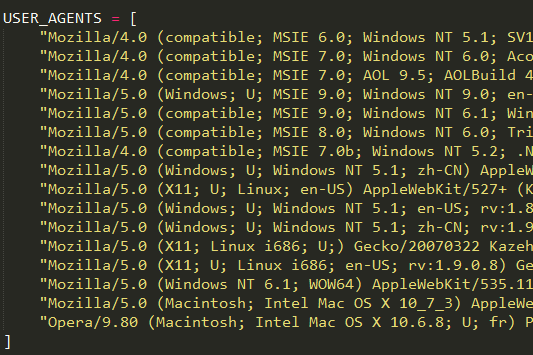 USER_AGENTS = [
"Mozilla/4.0 (compatible; MSIE 6.0; Windows NT 5.1; SV1
"Mozilla/4.0 (compatible; MSIE 7.0; Windows NT 6.0; Aco
"Mozilla/4.0 (compatible; MSIE 7.0; AOL 9.5; AOLBuild 4
"Mozilla/5.0 (Windows; U; MSIE 9.0; Windows NT 9.0; en-
"Mozilla/5.0 (compatible; MSIE 9.0; Windows NT 6.1; Win
"Mozilla/5.0 (compatible; MSIE 8.0; Windows NT 6.0; Tri
"Mozilla/4.0 (compatible; MSIE 7.0b; Windows NT 5.2; .N
"Mozilla/5.0 (Windows; U; Windows NT 5.1; zh-CN) AppleW
"Mozilla/5.0 (X11; U; Linux; en-US) AppleWebKit/527+ (K
"Mozilla/5.0 (Windows; U; Windows NT 5.1; en-US; rv:1.8
"Mozilla/5.0 (Windows; U; Windows NT 5.1; zh-CN; rv:1.9
"Mozilla/5.0 (X11; Linux i686; U;) Gecko/20070322 Kazeh
"Mozilla/5.0 (X11; U; Linux i686; en-US; rv:1.9.0.8) Ge
"Mozilla/5.0 (Windows NT 6.1; WOW64) AppleWebKit/535.11
"Mozilla/5.0 (Macintosh; Intel Mac OS X 10_7_3) AppleWe
"Opera/9.80 (Macintosh; Intel Mac OS X 10.6.8; U; fr) P
]